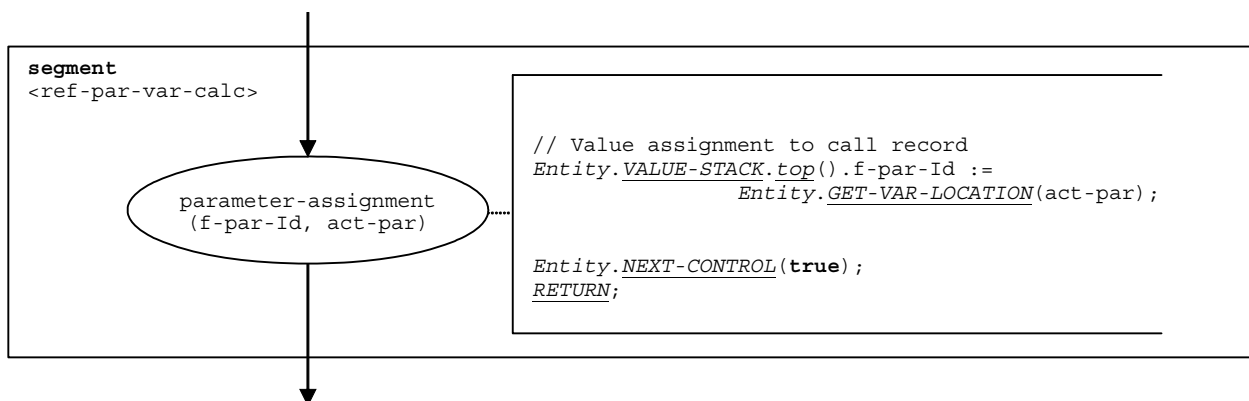 segment
<ref-par-var-calc>
parameter-assignment
(f-par-Id, act-par)
// Value assignment to call record
Entity.VALUE-STACK.top().f-par-Id :=
Entity.GET-VAR-LOCATION(act-par);
Entity.NEXT-CONTROL(true);
RETURN;